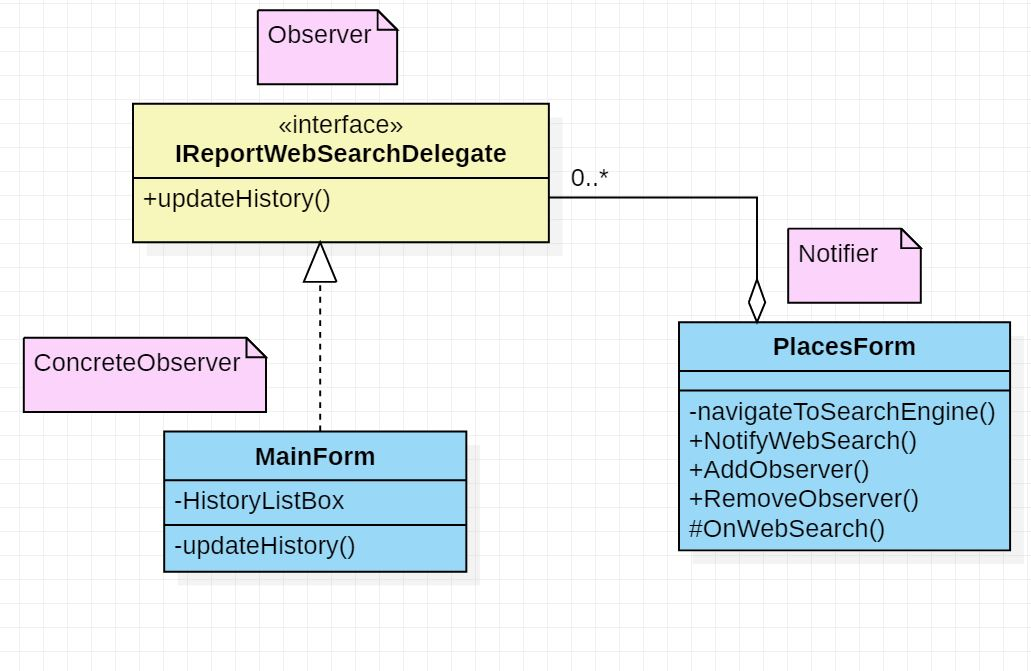 Observer
«interface»
IReportWebSearchDelegate
+updateHistory()
0..*
Notifier
PlacesForm
-navigateToSearchEngine()
+NotifyWebSearch()
+AddObserver()
+RemoveObserver()
#OnWebSearch()
ConcreteObserver
MainForm
-HistoryListBox
-updateHistory()